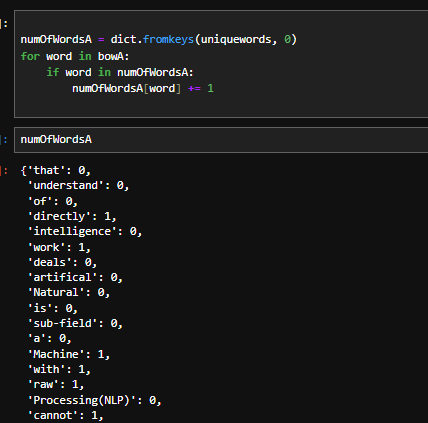 ]:
numOfWordsA = dict.fromkeys(uniquewords, 0)
for word in bowA:
    if word in numOfWordsA:
        numOfWordsA[word] += 1
]: numOfWordsA
]: {'that': 0,
 'understand': 0,
 'of': 0,
 'directly': 1,
 'intelligence': 0,
 'work': 1,
 'deals': 0,
 'artifical': 0,
 'Natural': 0,
 'is': 0,
 'sub-field': 0,
 'a': 0,
 'Machine': 1,
 'with': 1,
 'raw': 1,
 'Processing(NLP)': 0,
 'cannot': 1,